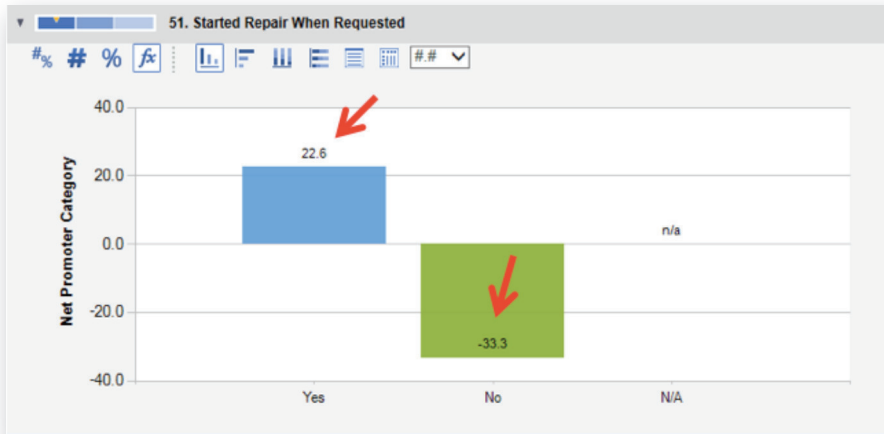 51. Started Repair When Requested
#% # % fx #.#
40.0
22.6
20.0
Net Promoter Category
n/a
0.0
-20.0
-33.3
-40.0
Yes No N/A